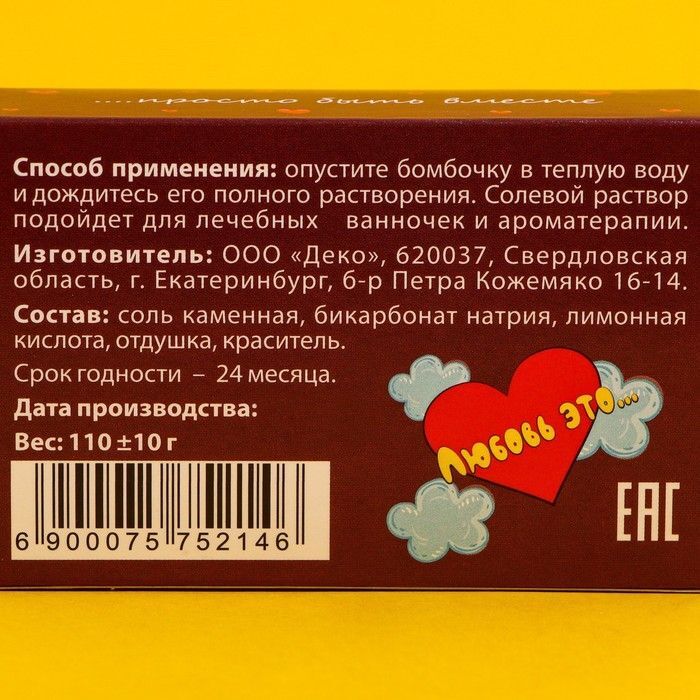 ....просто быть вместе
Способ применения: опустите бомбочку в теплую воду
и дождитесь его полного растворения. Солевой раствор
подойдет для лечебных ванночек и ароматерапии.
Изготовитель: ООО «Деко», 620037, Свердловская
область, г. Екатеринбург, б-р Петра Кожемяко 16-14.
Состав: соль каменная, бикарбонат натрия, лимонная
кислота, отдушка, краситель.
Срок годности – 24 месяца.
Дата производства:
Вес: 110 ±10 г
Любовь это...
6 900075 752146
ЕАС